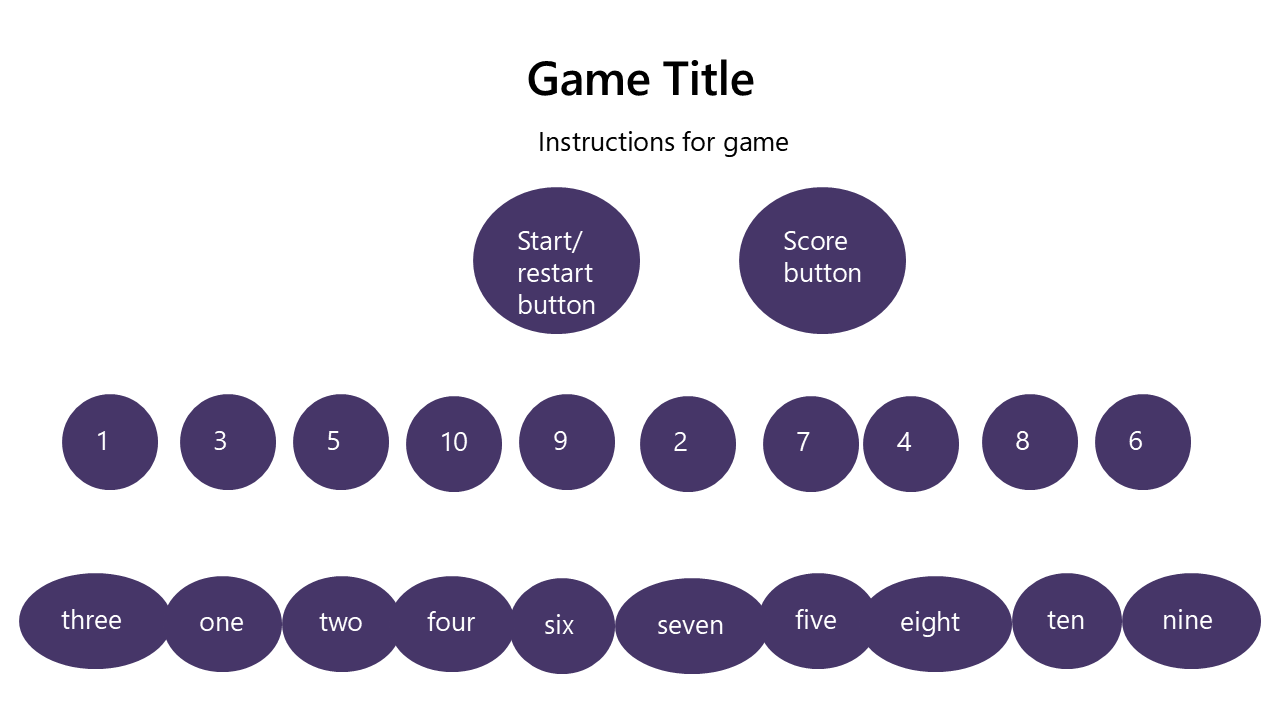 Game Title
Instructions for game
Start/
restart
button
Score
button
1 3 5 10 9 2 7 4 8 6
three one two four six seven five eight ten nine